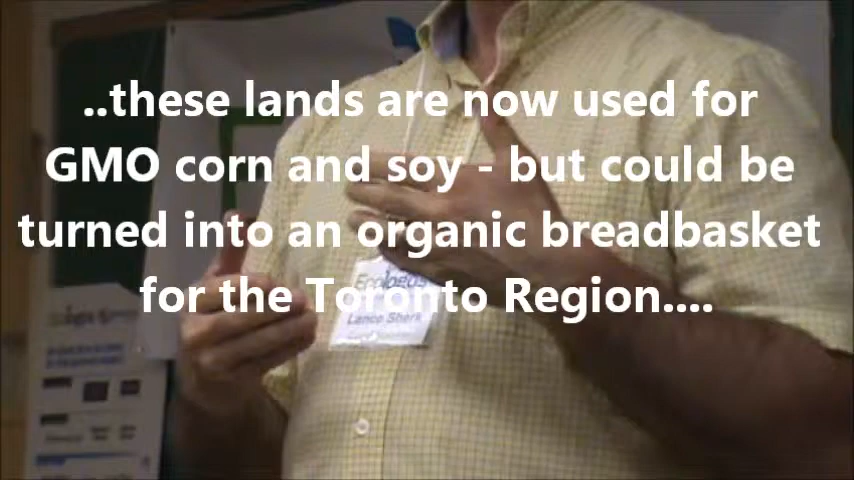 ..these lands are now used for
GMO corn and soy - but could be
turned into an organic breadbasket
for the Toronto Region....
Lance